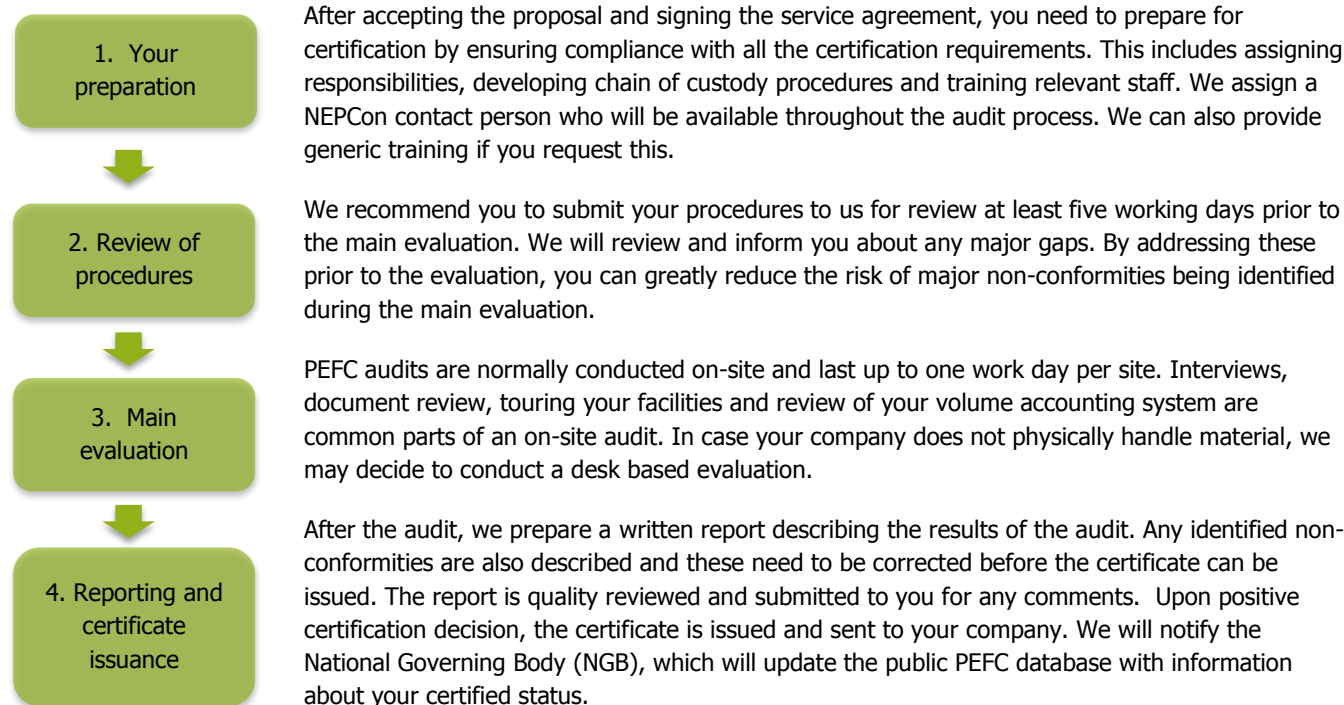 1. Your
preparation
After accepting the proposal and signing the service agreement, you need to prepare for
certification by ensuring compliance with all the certification requirements. This includes assigning
responsibilities, developing chain of custody procedures and training relevant staff. We assign a
NEPCon contact person who will be available throughout the audit process. We can also provide
generic training if you request this.
2. Review of
procedures
We recommend you to submit your procedures to us for review at least five working days prior to
the main evaluation. We will review and inform you about any major gaps. By addressing these
prior to the evaluation, you can greatly reduce the risk of major non-conformities being identified
during the main evaluation.
3. Main
evaluation
PEFC audits are normally conducted on-site and last up to one work day per site. Interviews,
document review, touring your facilities and review of your volume accounting system are
common parts of an on-site audit. In case your company does not physically handle material, we
may decide to conduct a desk based evaluation.
4. Reporting and
certificate
issuance
After the audit, we prepare a written report describing the results of the audit. Any identified non-
conformities are also described and these need to be corrected before the certificate can be
issued. The report is quality reviewed and submitted to you for any comments. Upon positive
certification decision, the certificate is issued and sent to your company. We will notify the
National Governing Body (NGB), which will update the public PEFC database with information
about your certified status.